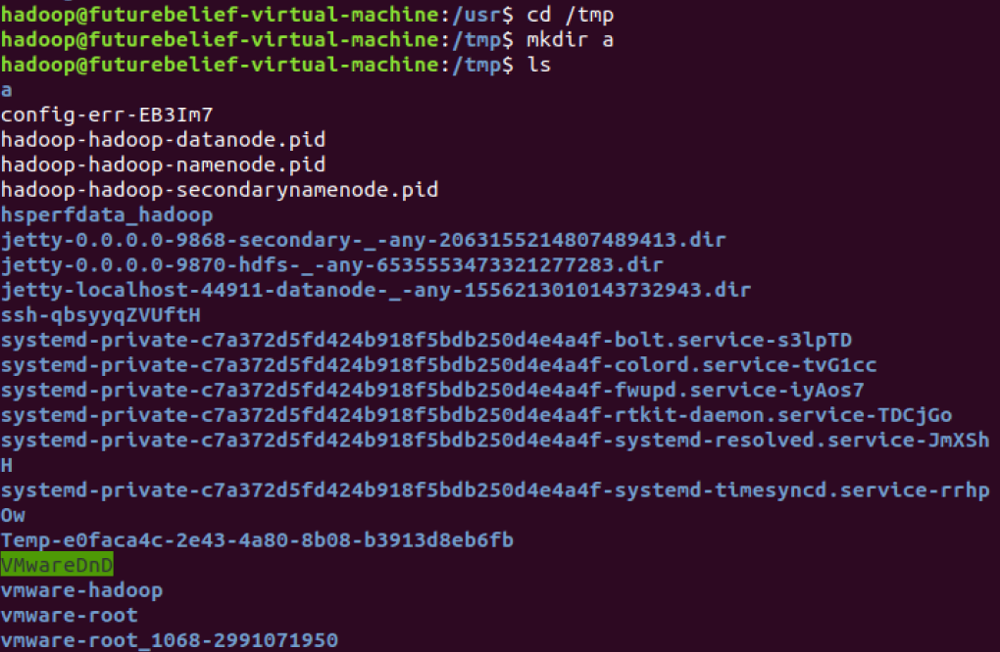 hadoop@futurebelief-virtual-machine:/usr$ cd /tmp
hadoop@futurebelief-virtual-machine:/tmp$ mkdir a
hadoop@futurebelief-virtual-machine:/tmp$ ls
a
config-err-EB3Im7
hadoop-hadoop-datanode.pid
hadoop-hadoop-namenode.pid
hadoop-hadoop-secondarynamenode.pid
hsperfdata_hadoop
jetty-0.0.0.0-9868-secondary-_-any-2063155214807489413.dir
jetty-0.0.0.0-9870-hdfs-_-any-6535553473321277283.dir
jetty-localhost-44911-datanode-_-any-1556213010143732943.dir
ssh-qbsyyqZVUftH
systemd-private-c7a372d5fd424b918f5bdb250d4e4a4f-bolt.service-s3lpTD
systemd-private-c7a372d5fd424b918f5bdb250d4e4a4f-colord.service-tvG1cc
systemd-private-c7a372d5fd424b918f5bdb250d4e4a4f-fwupd.service-iyAos7
systemd-private-c7a372d5fd424b918f5bdb250d4e4a4f-rtkit-daemon.service-TDCjGo
systemd-private-c7a372d5fd424b918f5bdb250d4e4a4f-systemd-resolved.service-JmXSh
H
systemd-private-c7a372d5fd424b918f5bdb250d4e4a4f-systemd-timesyncd.service-rrhp
Ow
Temp-e0faca4c-2e43-4a80-8b08-b3913d8eb6fb
VMwareDnD
vmware-hadoop
vmware-root
vmware-root_1068-2991071950